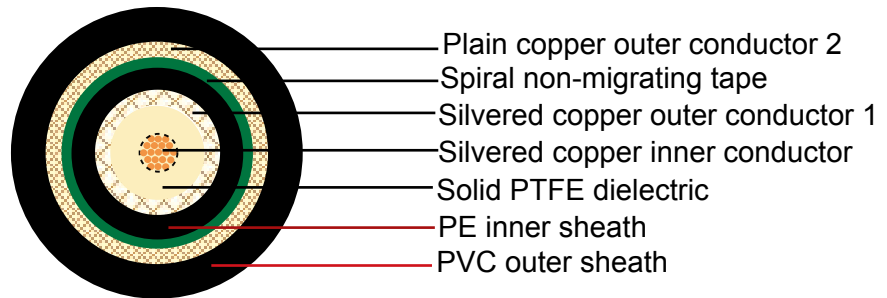 Plain copper outer conductor 2
Spiral non-migrating tape
Silvered copper outer conductor 1
Silvered copper inner conductor
Solid PTFE dielectric
PE inner sheath
PVC outer sheath